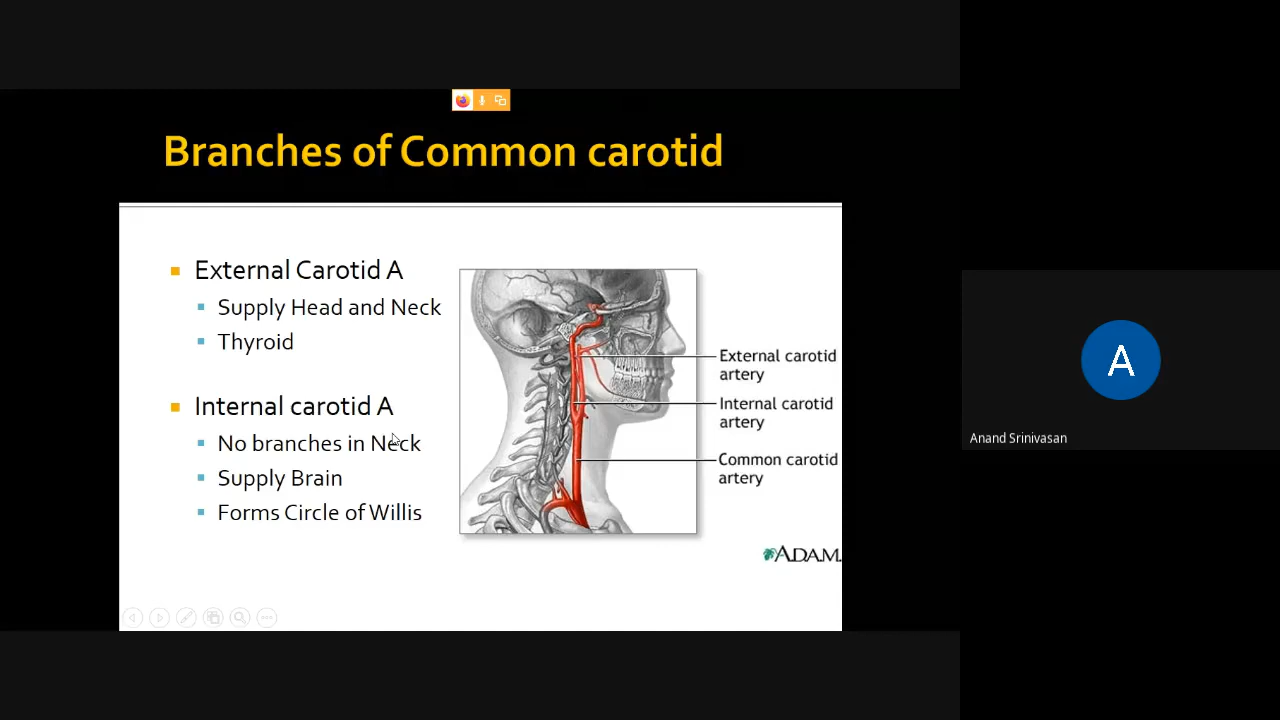 Branches of Common carotid
External Carotid A
Supply Head and Neck
Thyroid
Internal carotid A
No branches in Neck
Supply Brain
Forms Circle of Willis
External carotid
artery
Internal carotid
artery
Common carotid
artery
A.D.A.M.
A
Anand Srinivasan